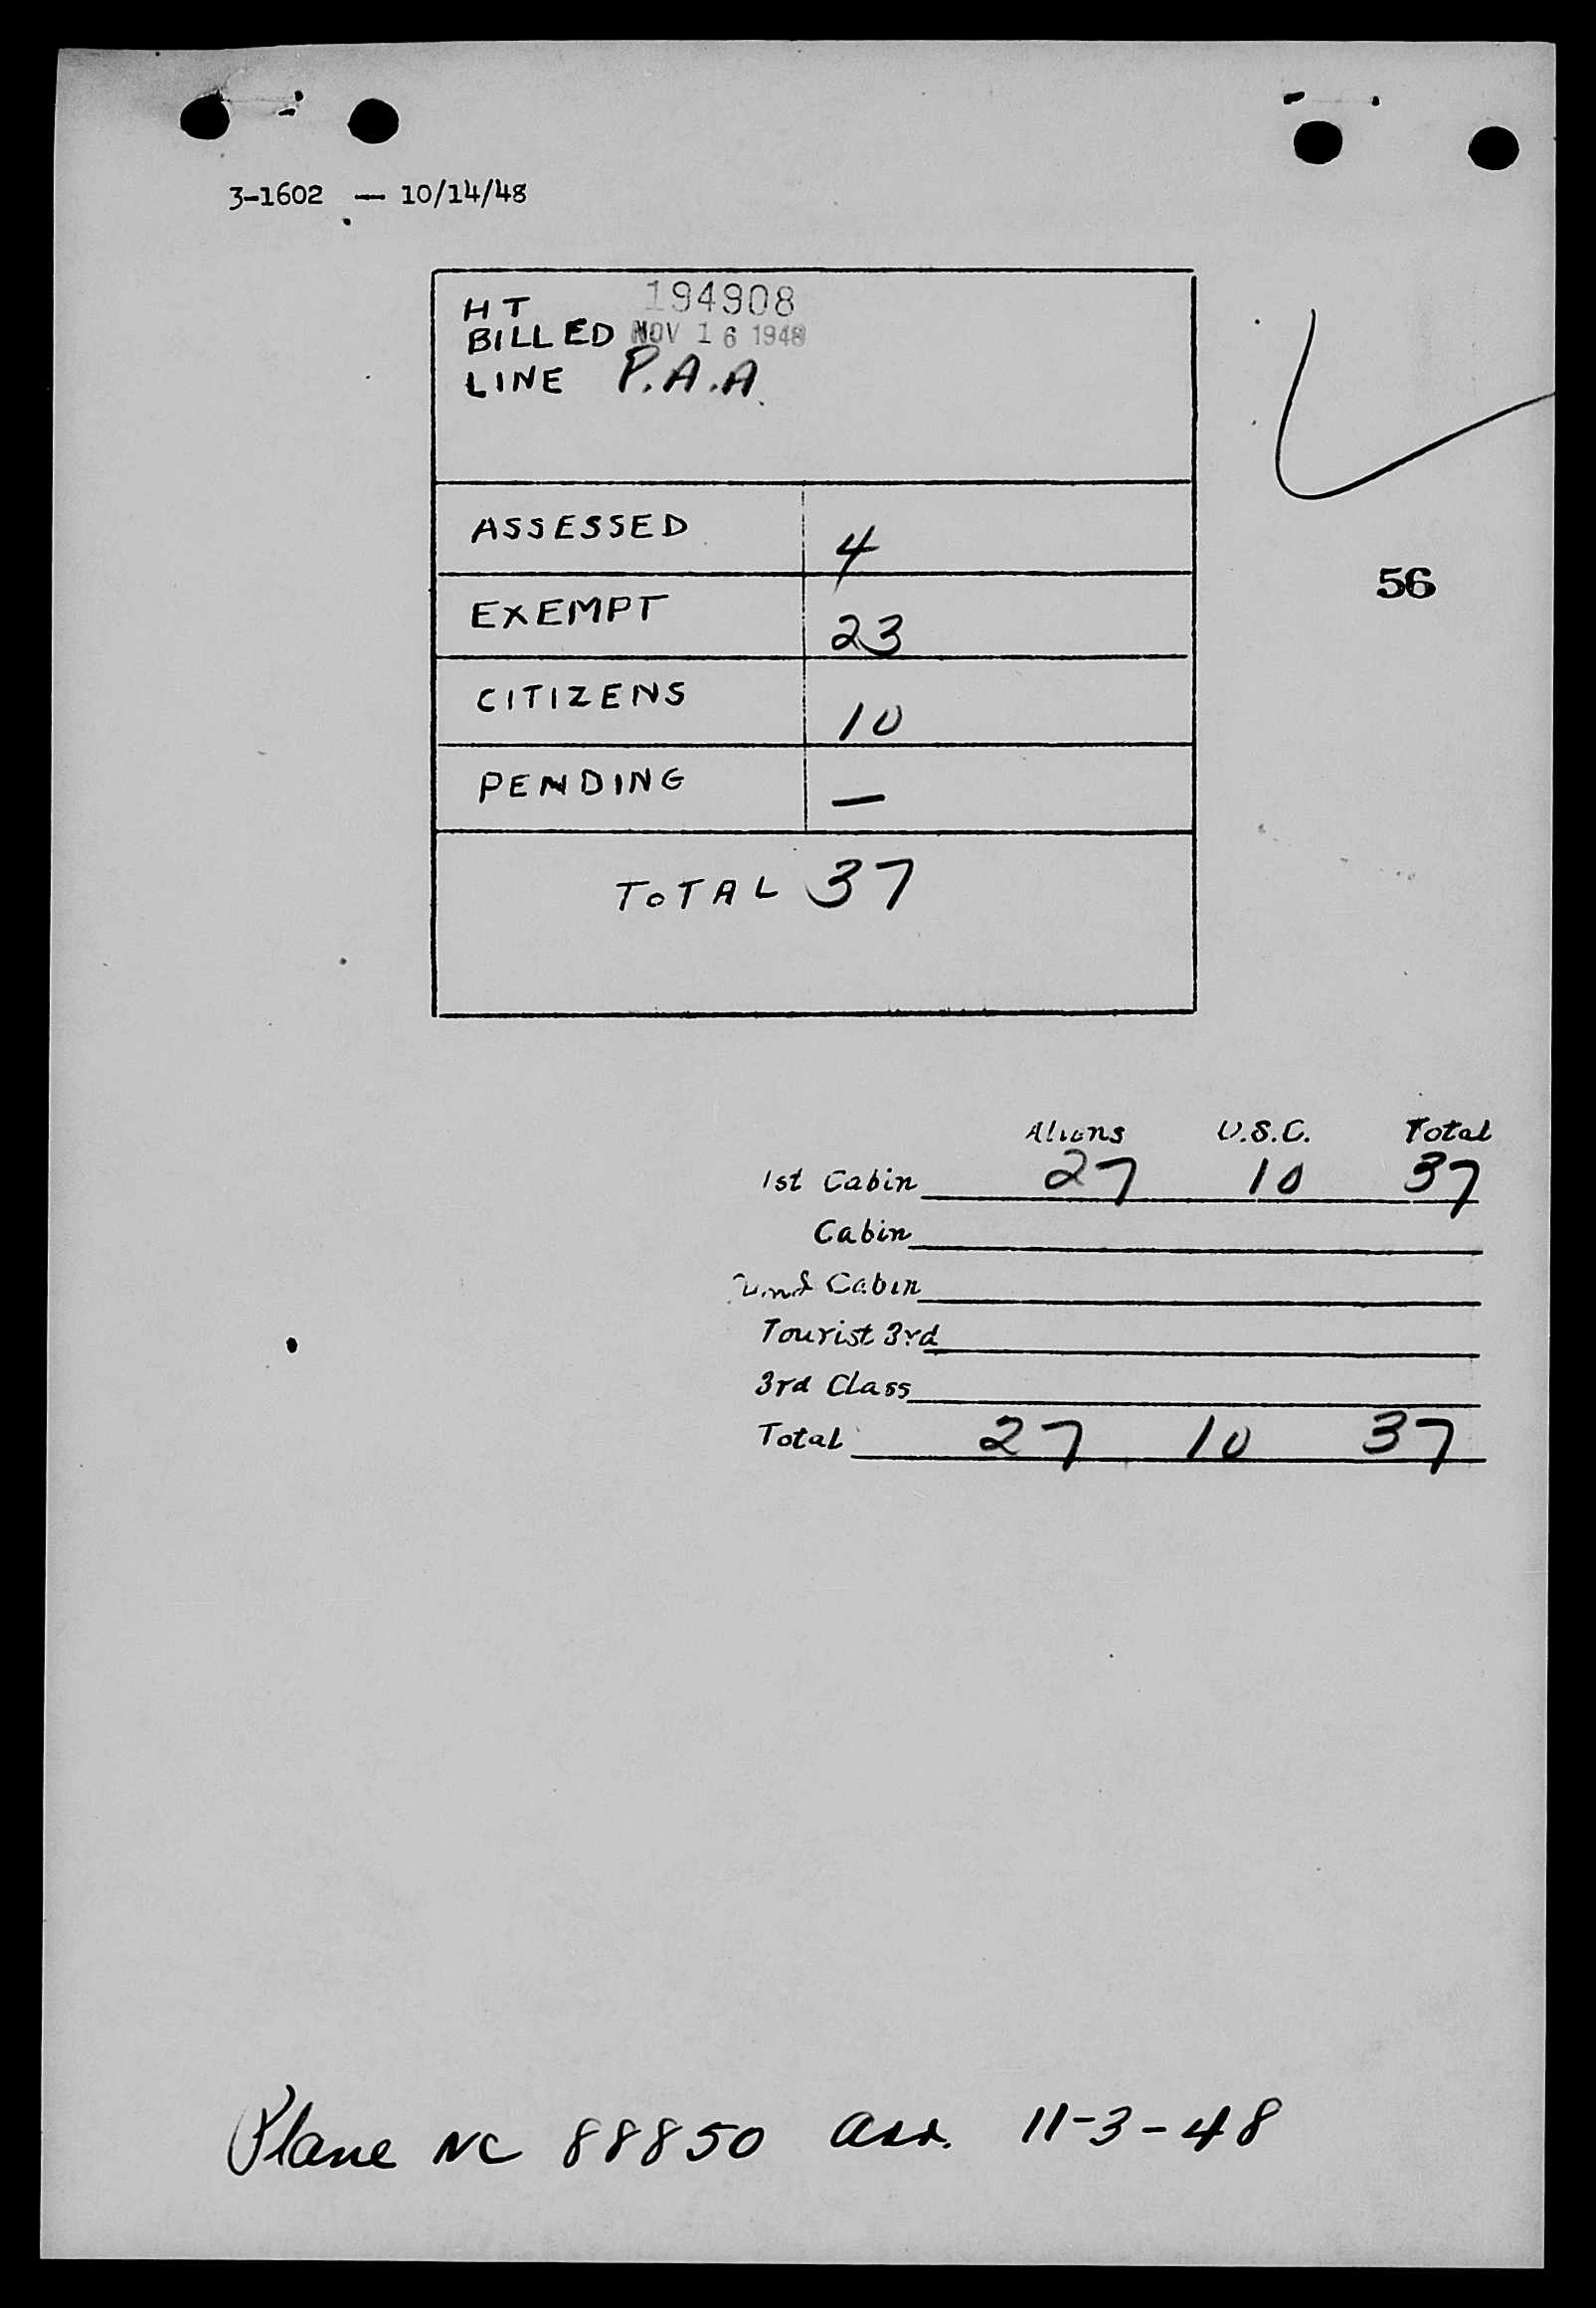 3-1602 — 10/14/48
HT 194908
BILLED NOV 16 1948
LINE P.A.A.
ASSESSED 4
56
EXEMPT 23
CITIZENS 10
PENDING —
TOTAL 37
Aliens U.S.C. Total
1st Cabin 27 10 37
Cabin
2nd Cabin
Tourist 3rd
3rd Class
Total 27 10 37
Plane NC 88850 arr. 11-3-48